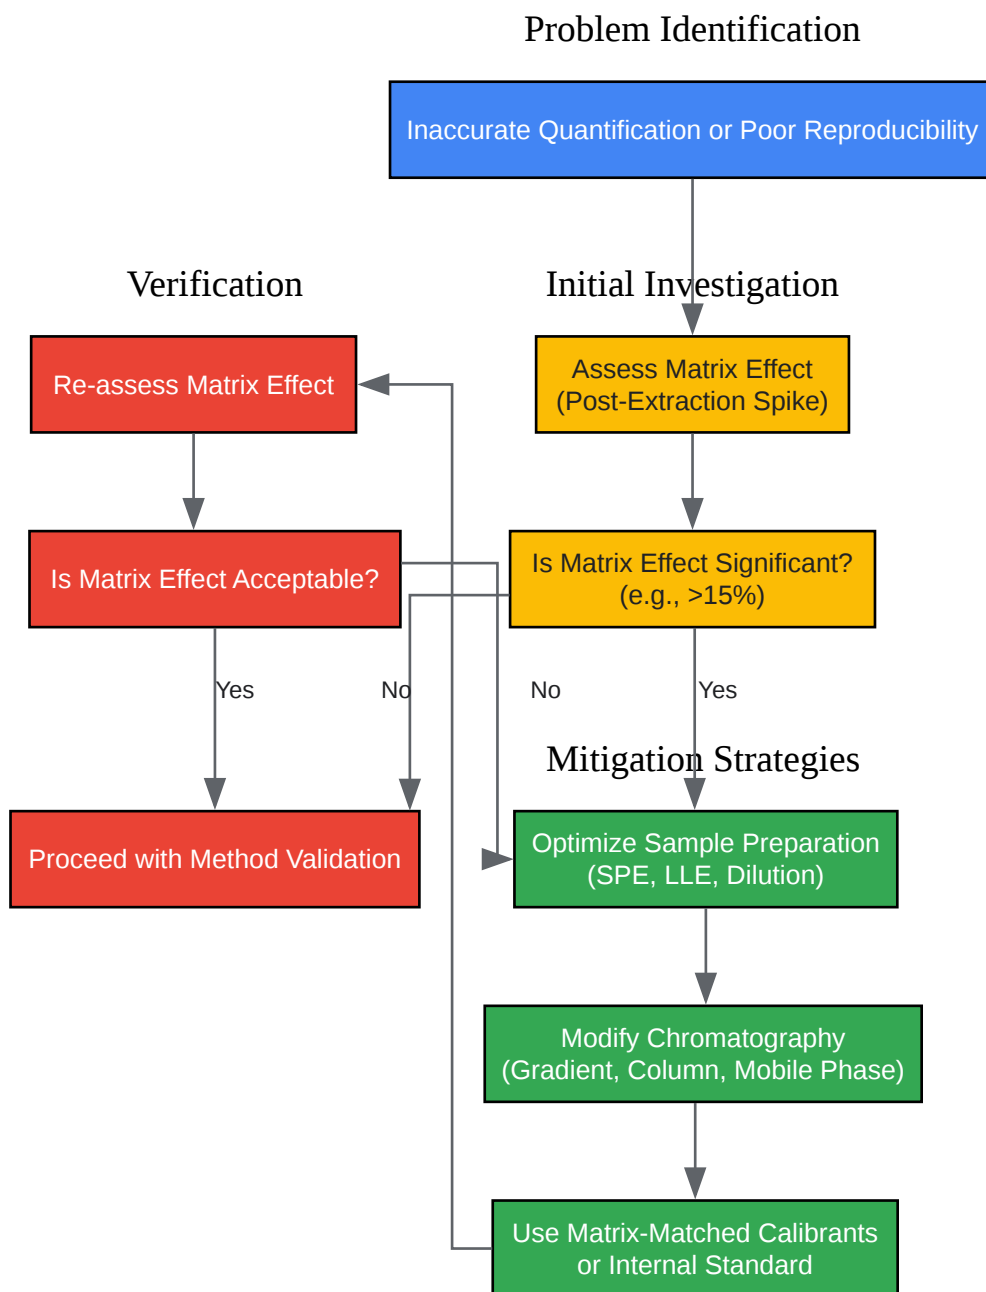 Problem Identification
Inaccurate Quantification or Poor Reproducibility
Verification
Initial Investigation
Re-assess Matrix Effect
Assess Matrix Effect
(Post-Extraction Spike)
Is Matrix Effect Acceptable?
Is Matrix Effect Significant?
(e.g., >15%)
Yes
No
No
Yes
Mitigation Strategies
Proceed with Method Validation
Optimize Sample Preparation
(SPE, LLE, Dilution)
Modify Chromatography
(Gradient, Column, Mobile Phase)
Use Matrix-Matched Calibrants
or Internal Standard